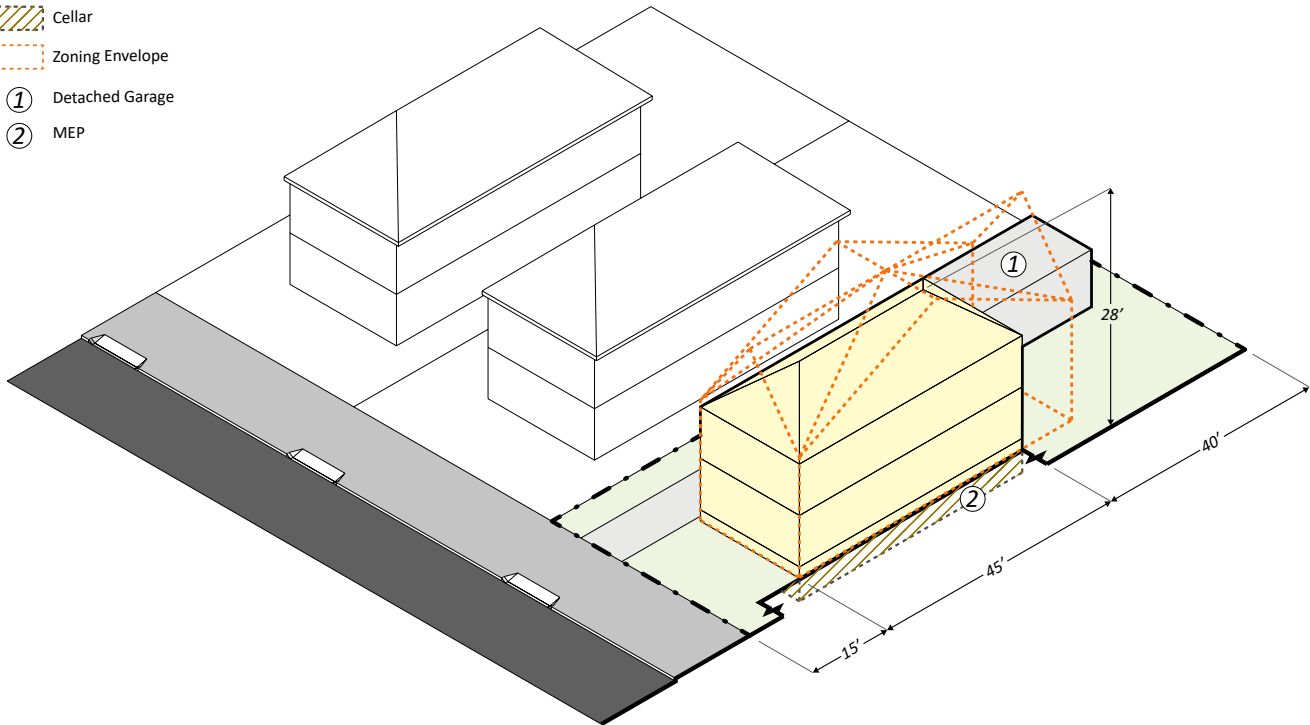 Cellar
Zoning Envelope
1 Detached Garage
2 MEP
1
28’
2
40’
45’
15’